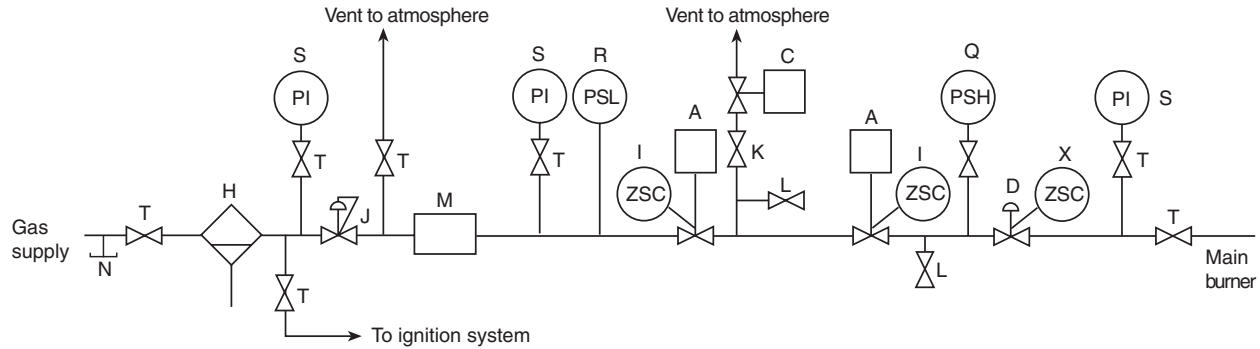 Vent to atmosphere
Vent to atmosphere
S
PI
T
T
S
PI
T
R
PSL
A
I
ZSC
C
K
L
A
I
ZSC
Q
PSH
D
X
ZSC
PI
S
T
T
Gas
supply
N
T
H
J
M
L
Main
burner
T
To ignition system